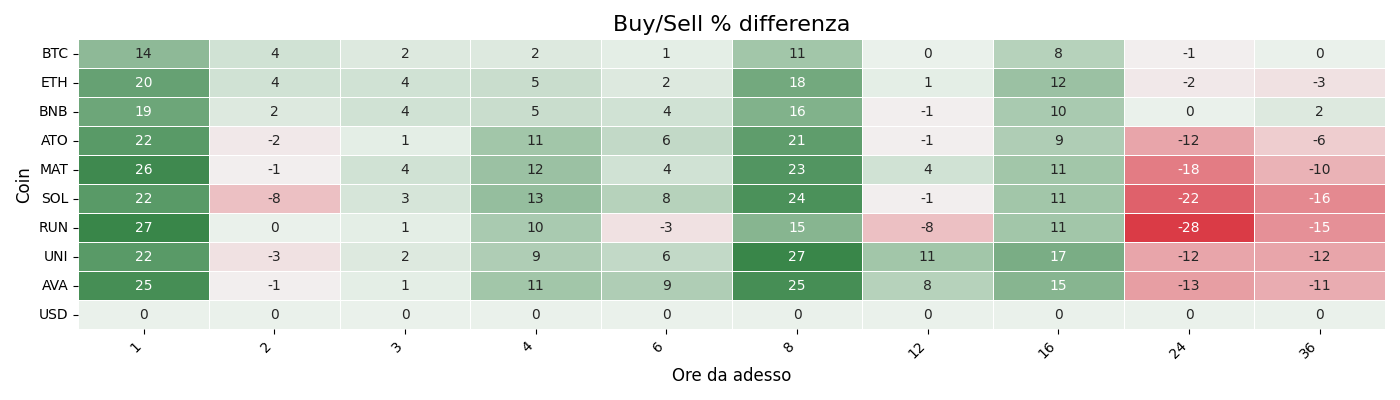 Buy/Sell % differenza
Coin
BTC 14 4 2 2 1 11 0 8 -1 0
ETH 20 4 4 5 2 18 1 12 -2 -3
BNB 19 2 4 5 4 16 -1 10 0 2
ATO 22 -2 1 11 6 21 -1 9 -12 -6
MAT 26 -1 4 12 4 23 4 11 -18 -10
SOL 22 -8 3 13 8 24 -1 11 -22 -16
RUN 27 0 1 10 -3 15 -8 11 -28 -15
UNI 22 -3 2 9 6 27 11 17 -12 -12
AVA 25 -1 1 11 9 25 8 15 -13 -11
USD 0 0 0 0 0 0 0 0 0 0
1 2 3 4 6 8 12 16 24 36
Ore da adesso